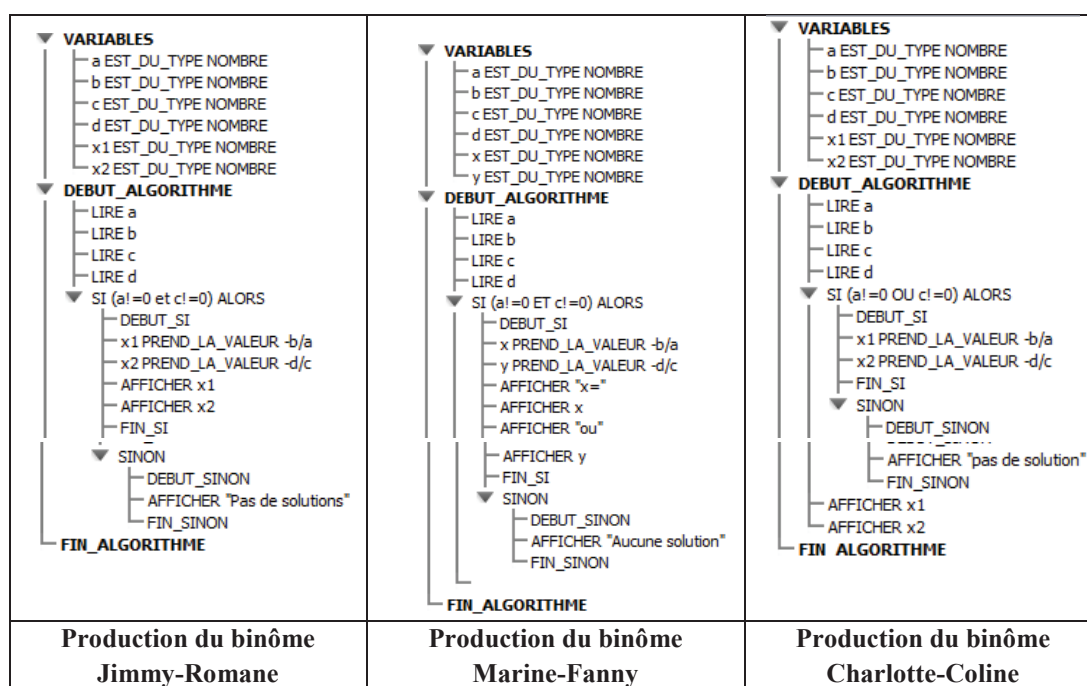 VARIABLES
a EST_DU_TYPE NOMBRE
b EST_DU_TYPE NOMBRE
c EST_DU_TYPE NOMBRE
d EST_DU_TYPE NOMBRE
x1 EST_DU_TYPE NOMBRE
x2 EST_DU_TYPE NOMBRE
DEBUT_ALGORITHME
LIRE a
LIRE b
LIRE c
LIRE d
SI (a!=0 et c!=0) ALORS
DEBUT_SI
x1 PREND_LA_VALEUR -b/a
x2 PREND_LA_VALEUR -d/c
AFFICHER x1
AFFICHER x2
FIN_SI
SINON
DEBUT_SINON
AFFICHER "Pas de solutions"
FIN_SINON
FIN_ALGORITHME
Production du binôme
Jimmy-Romane
VARIABLES
a EST_DU_TYPE NOMBRE
b EST_DU_TYPE NOMBRE
c EST_DU_TYPE NOMBRE
d EST_DU_TYPE NOMBRE
x EST_DU_TYPE NOMBRE
y EST_DU_TYPE NOMBRE
DEBUT_ALGORITHME
LIRE a
LIRE b
LIRE c
LIRE d
SI (a!=0 ET c!=0) ALORS
DEBUT_SI
x PREND_LA_VALEUR -b/a
y PREND_LA_VALEUR -d/c
AFFICHER "x="
AFFICHER x
AFFICHER "ou"
AFFICHER y
FIN_SI
SINON
DEBUT_SINON
AFFICHER "Aucune solution"
FIN_SINON
FIN_ALGORITHME
Production du binôme
Marine-Fanny
VARIABLES
a EST_DU_TYPE NOMBRE
b EST_DU_TYPE NOMBRE
c EST_DU_TYPE NOMBRE
d EST_DU_TYPE NOMBRE
x1 EST_DU_TYPE NOMBRE
x2 EST_DU_TYPE NOMBRE
DEBUT_ALGORITHME
LIRE a
LIRE b
LIRE c
LIRE d
SI (a!=0 OU c!=0) ALORS
DEBUT_SI
x1 PREND_LA_VALEUR -b/a
x2 PREND_LA_VALEUR -d/c
FIN_SI
SINON
DEBUT_SINON
AFFICHER "pas de solution"
FIN_SINON
AFFICHER x1
AFFICHER x2
FIN ALGORITHME
Production du binôme
Charlotte-Coline